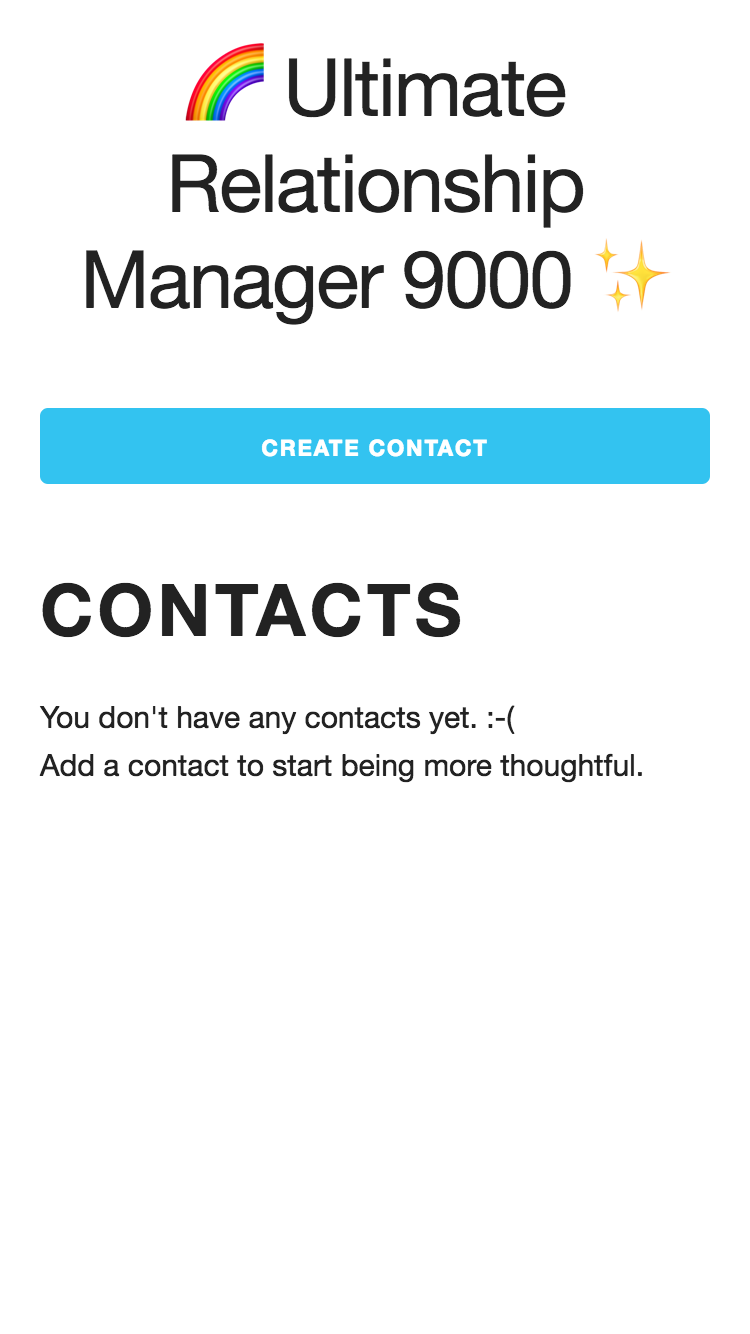 🌈 Ultimate
Relationship
Manager 9000 ✨
CREATE CONTACT
CONTACTS
You don't have any contacts yet. :-(
Add a contact to start being more thoughtful.